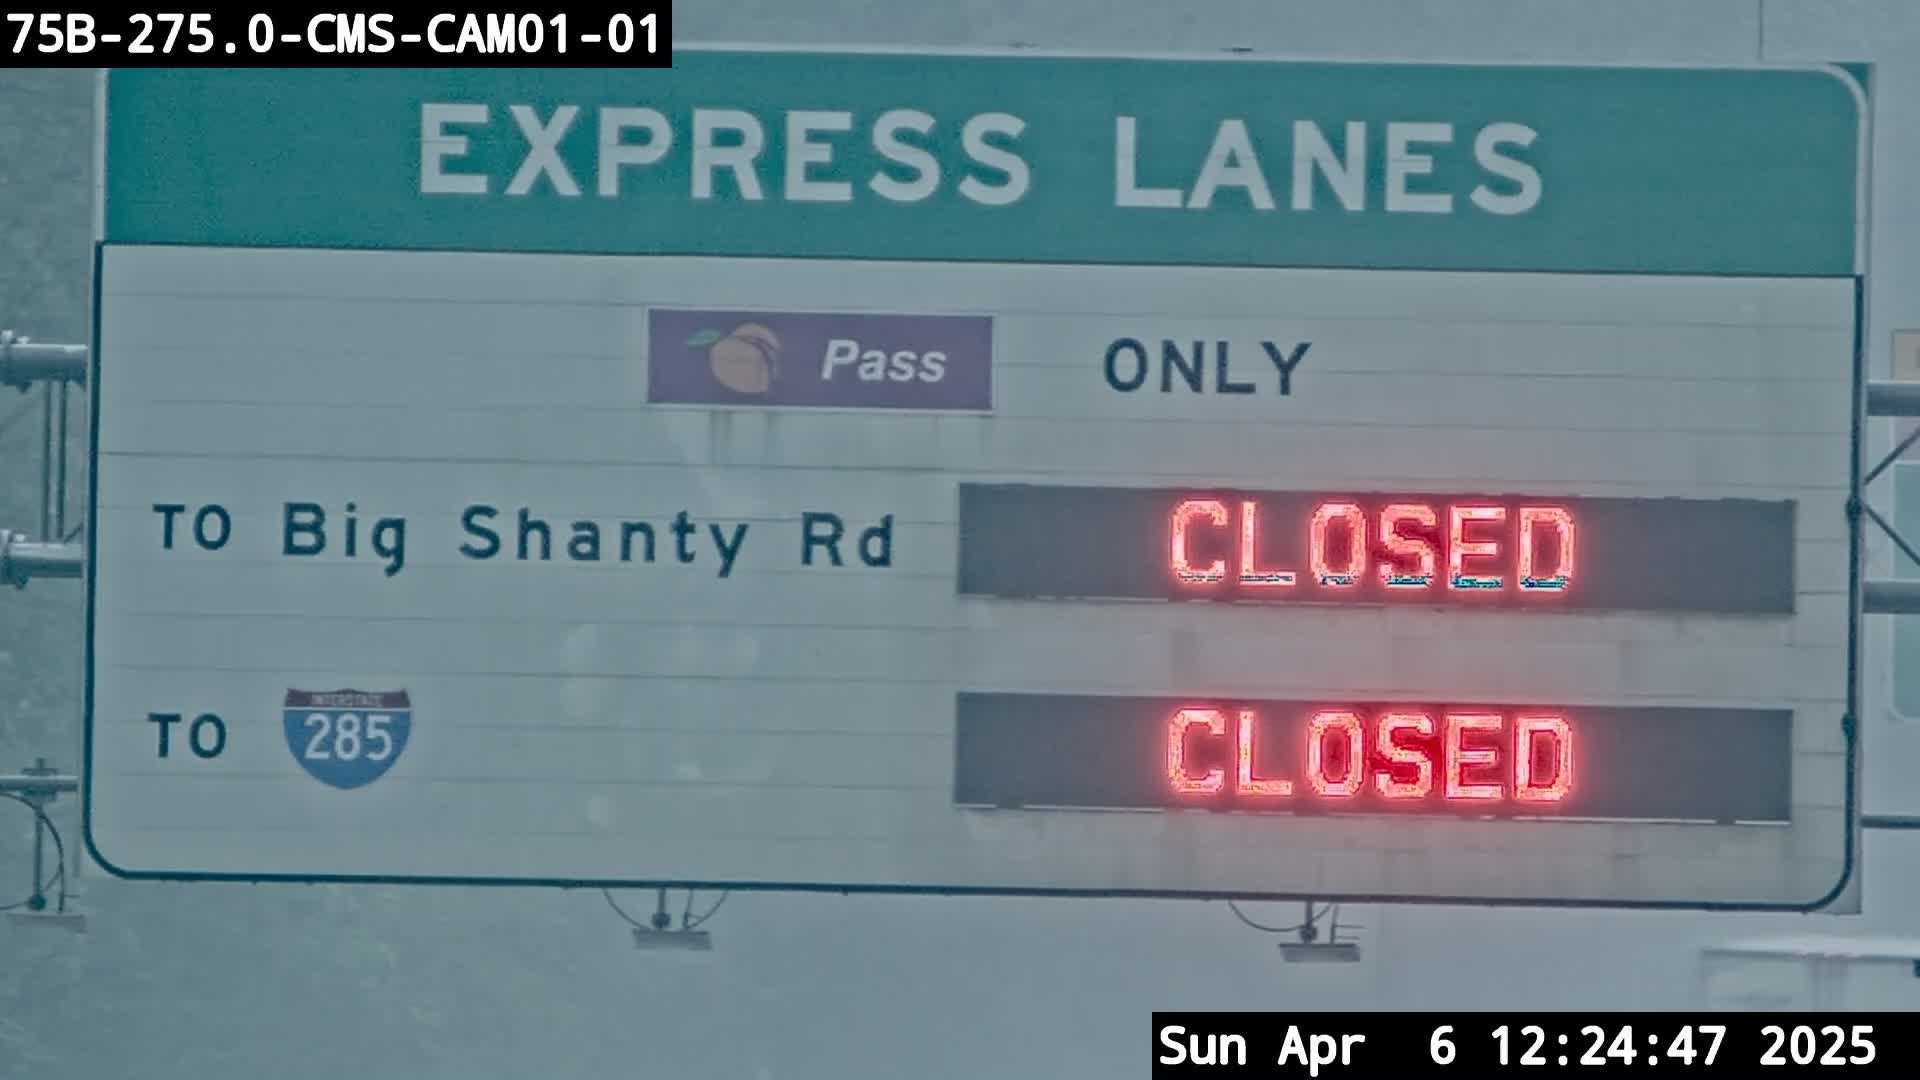 75B-275.0-CMS-CAM01-01
EXPRESS LANES
Pass ONLY
TO Big Shanty Rd CLOSED
INTERSTATE
TO 285 CLOSED
Sun Apr 6 12:24:47 2025